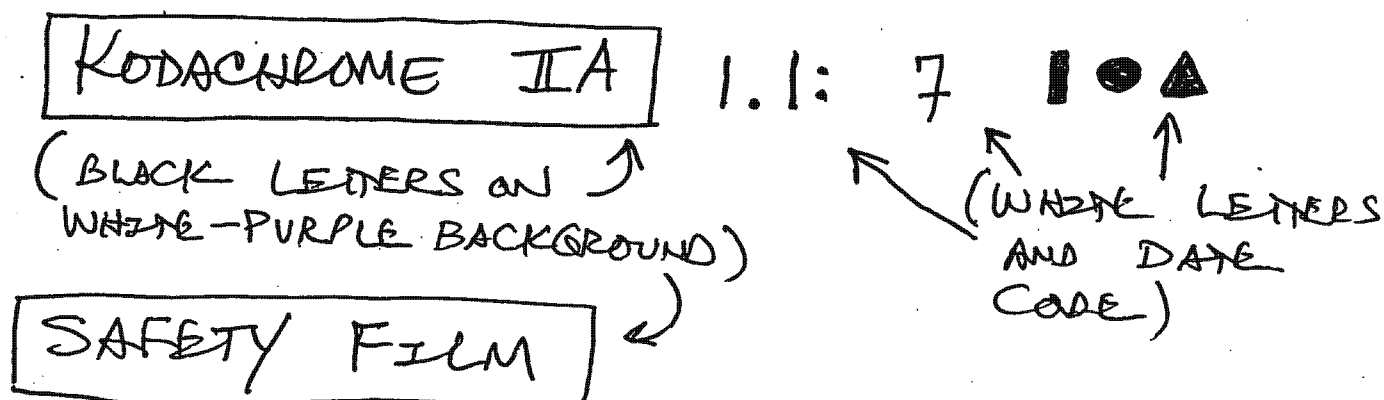 KODACHROME IIA 1.1: 7
(BLACK LETTERS ON
WHITE-PURPLE BACKGROUND)
(WHITE LETTERS
AND DATE
CODE)
SAFETY FILM